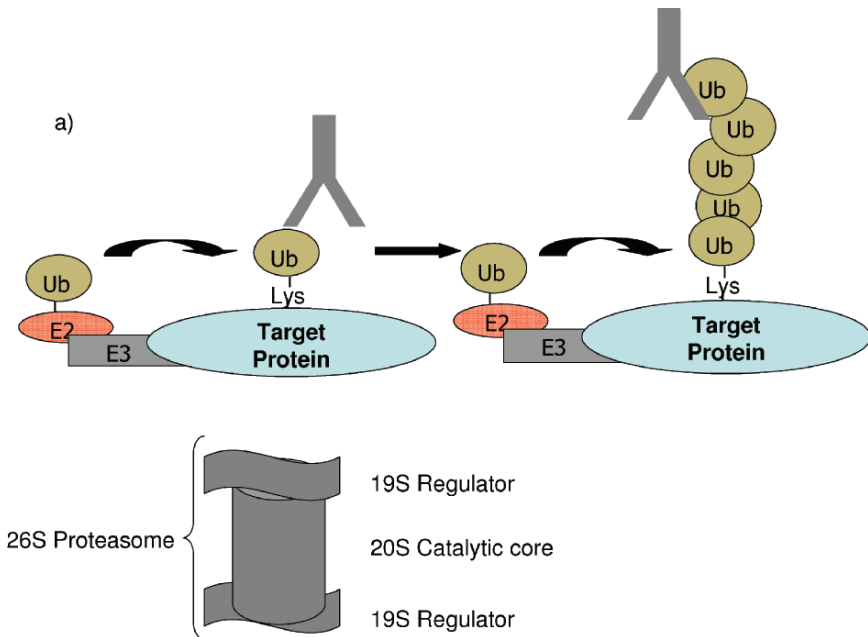 a)
Ub
E2
E3
Ub
Lys
Target
Protein
Ub
E2
E3
Ub
Ub
Ub
Ub
Ub
Lys
Target
Protein
26S Proteasome
19S Regulator
20S Catalytic core
19S Regulator